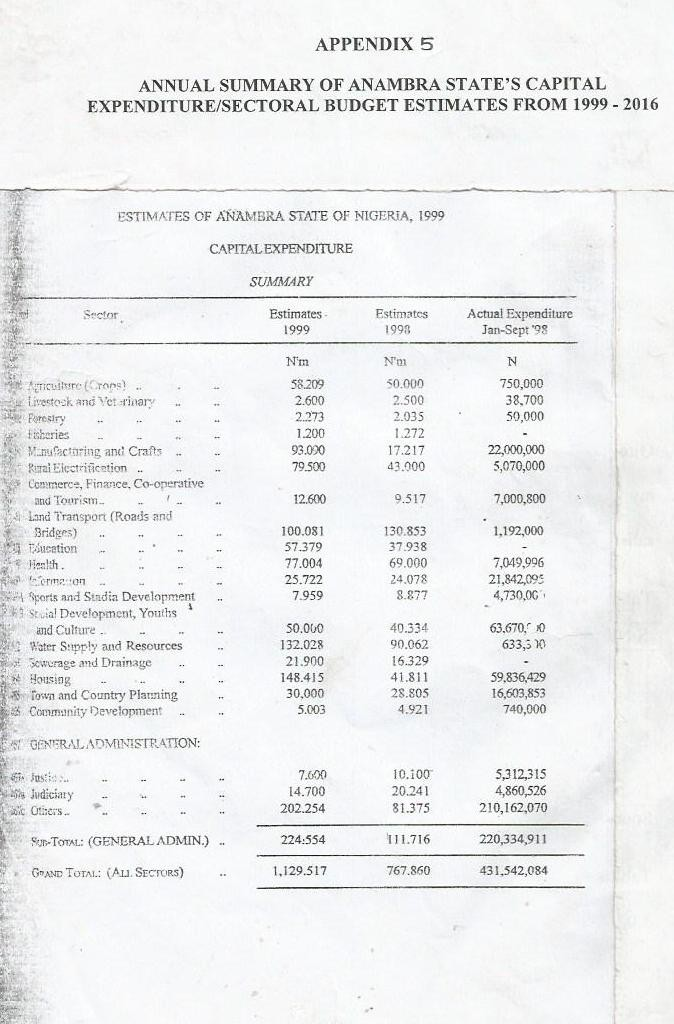 APPENDIX 5
ANNUAL SUMMARY OF ANAMBRA STATE'S CAPITAL
EXPENDITURE/SECTORAL BUDGET ESTIMATES FROM 1999 - 2016
ESTIMATES OF ANAMBRA STATE OF NIGERIA, 1999
CAPITAL EXPENDITURE
SUMMARY
Sector Estimates Estimates Actual Expenditure
1999 1998 Jan-Sept '98
N'm N'm N
Agriculture (Crops) .. . .. 58.209 50.000 750,000
Livestock and Veterinary .. .. 2.600 2.500 38,700
Forestry .. .. .. .. 2.273 2.035 50,000
Fisheries .. .. .. .. 1.200 1.272 -
Manufacturing and Crafts .. .. 93.090 17.217 22,000,000
Rural Electrification .. .. .. 79.500 43.000 5,070,000
Commerce, Finance, Co-operative
and Tourism .. .. .. .. 12.600 9.517 7,000,800
Land Transport (Roads and
Bridges) .. .. .. .. 100.081 130.853 1,192,000
Education .. .. .. .. 57.379 37.938 -
Health . .. .. .. .. 77.004 69.000 7,049,996
Information .. .. .. .. 25.722 24.078 21,842,095
Sports and Stadia Development .. 7.959 8.877
Social Development, Youths
and Culture .. .. .. .. 50.000 40.334
Water Supply and Resources .. 132.028 90.062
Sewerage and Drainage .. .. 21.900 16.329 -
Housing .. .. .. .. 148.415 41.811 59,836,429
Town and Country Planning .. 30,000 28.805 16,603,853
Community Development .. .. 5.003 4.921 740,000
GENERAL ADMINISTRATION:
Justice .. .. .. .. .. 7.600 10.100 5,312,315
Judiciary .. .. .. .. 14.700 20.241 4,860,526
Others .. .. .. .. .. 202.254 81.375 210,162,070
SUB-TOTAL: (GENERAL ADMIN.) .. 224.554 111.716 220,334,911
GRAND TOTAL: (ALL SECTORS) .. 1,129.517 767.860 431,542,084